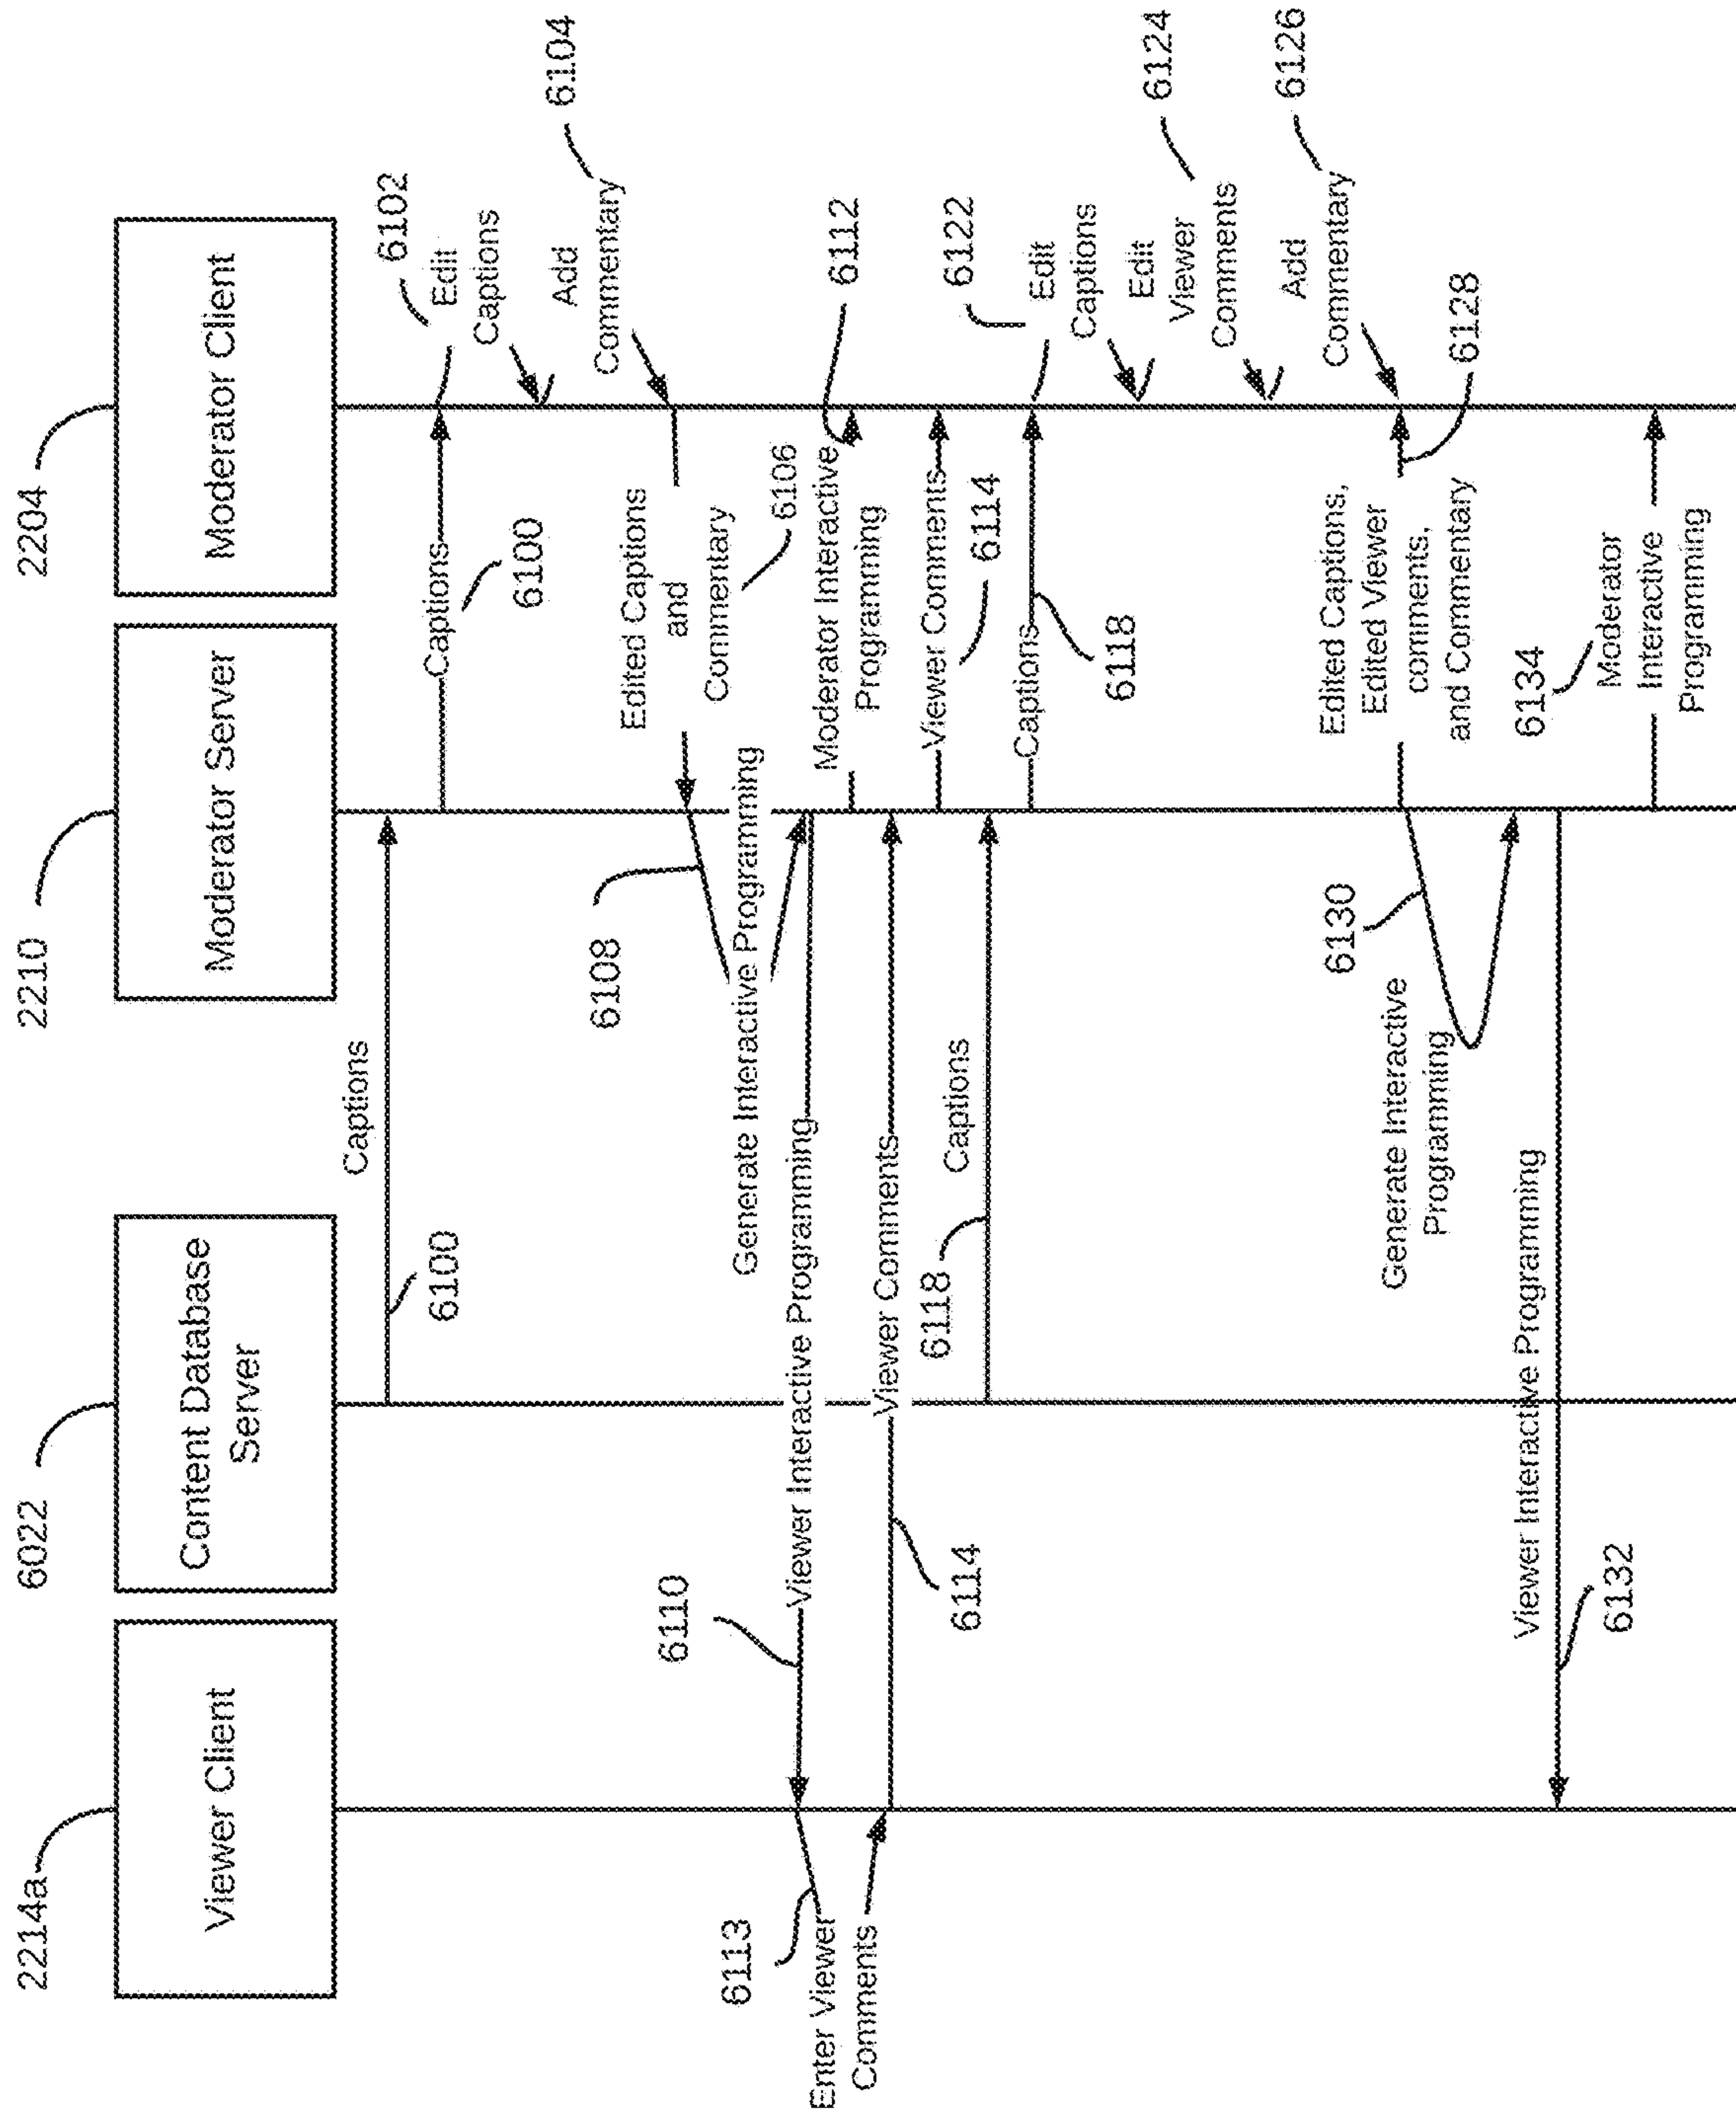 2214a
6022
2210
2204
Viewer Client
Content Database
Server
Moderator Server
Moderator Client
Captions
6100
Captions
6100
6102
Edit
Captions
Add
Commentary
6104
Edited Captions
and
Commentary
6106
6108
Generate Interactive Programming
6110
Viewer Interactive Programming
Moderator Interactive
Programming
6112
6113
Enter Viewer
Comments
Viewer Comments
6114
Viewer Comments
6114
6118
Captions
Captions
6118
6122
Edit
Captions
Edit
Viewer
Comments
6124
Add
Commentary
6126
Edited Captions,
Edited Viewer
comments,
and Commentary
6128
6130
Generate Interactive
Programming
Viewer Interactive Programming
6132
6134
Moderator
Interactive
Programming